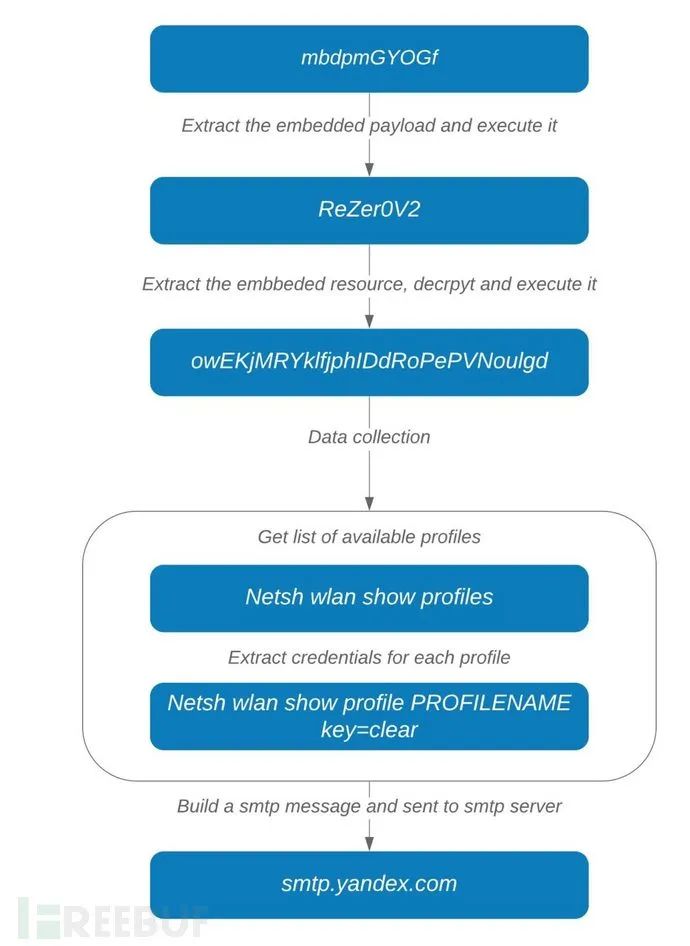 mbdpmGYOGf
Extract the embedded payload and execute it
ReZer0V2
Extract the embbeded resource, decrpyt and execute it
owEKjMRYklfjphIDdRoPePVNoulgd
Data collection
Get list of available profiles
Netsh wlan show profiles
Extract credentials for each profile
Netsh wlan show profile PROFILENAME
key=clear
Build a smtp message and sent to smtp server
smtp.yandex.com
FREEBUF